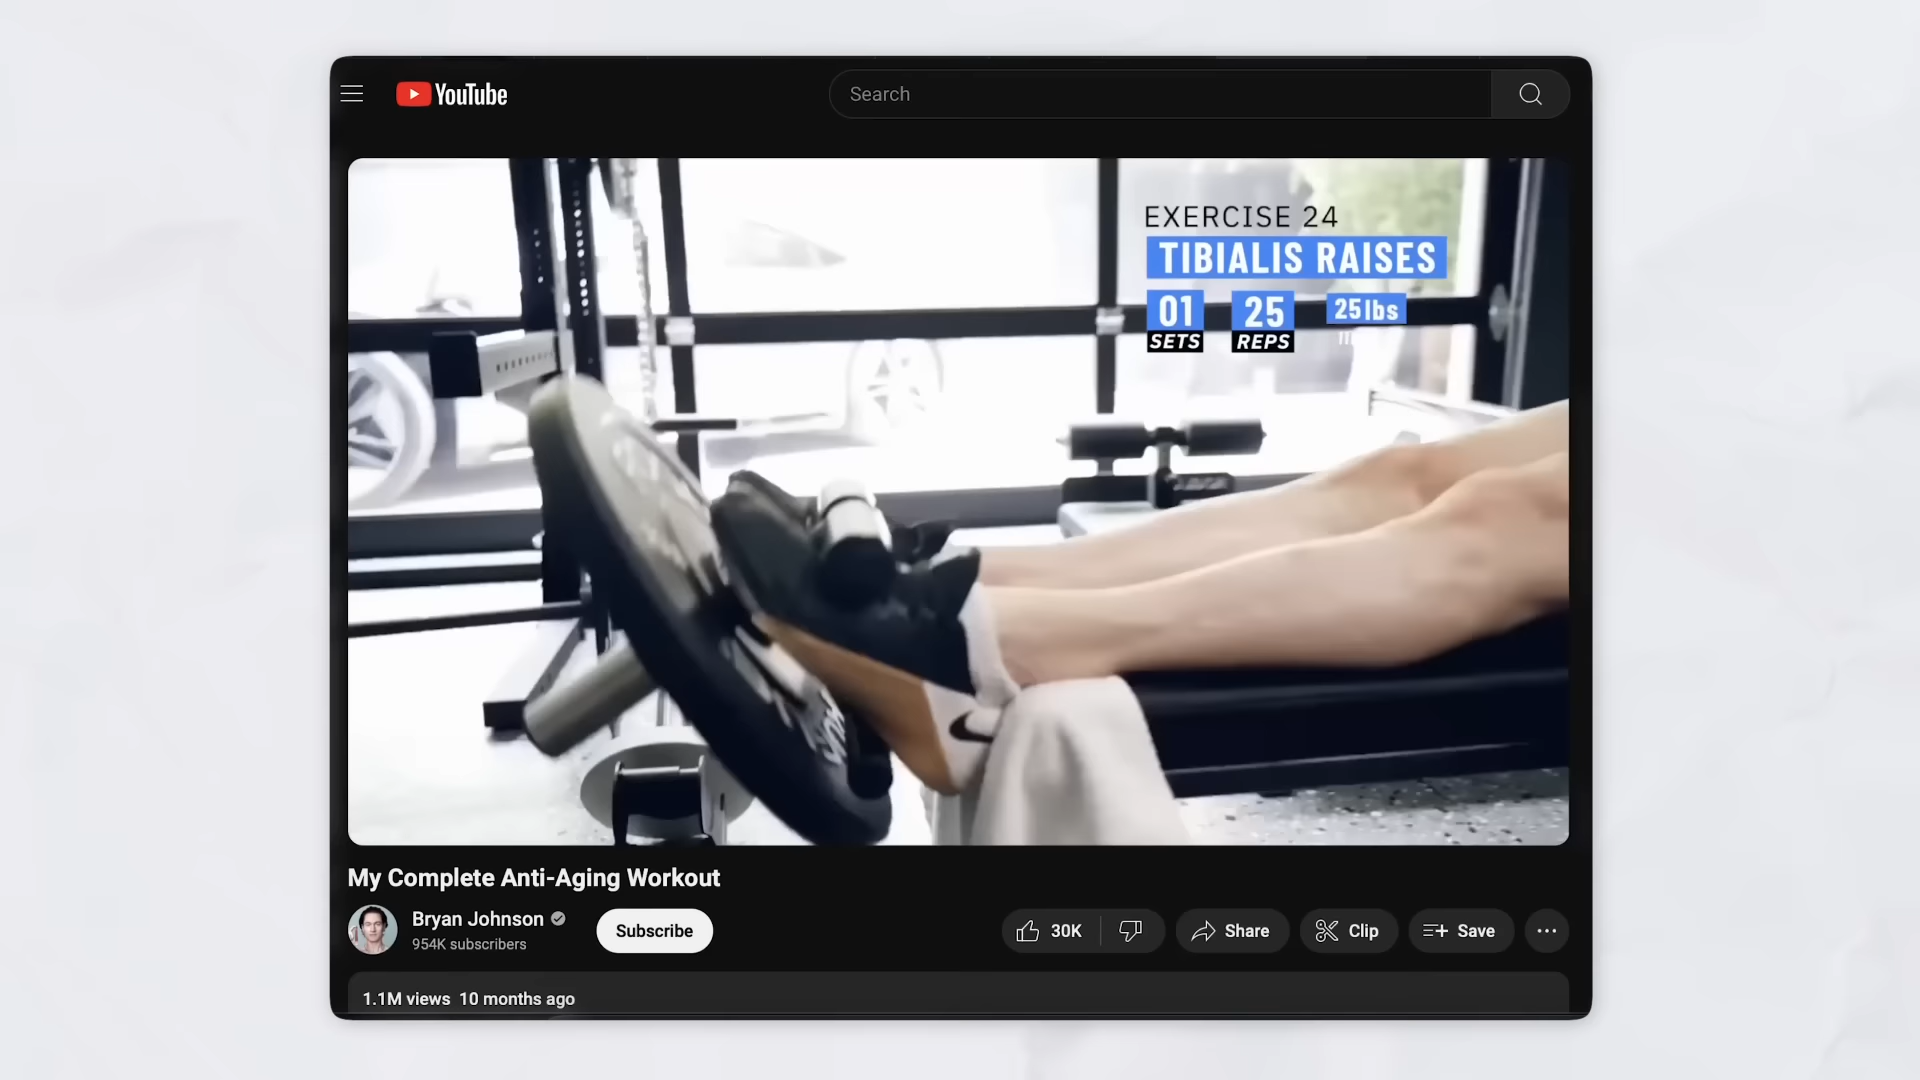 YouTube
Search
EXERCISE 24
TIBIALIS RAISES
01 25 25lbs
SETS REPS
My Complete Anti-Aging Workout
Bryan Johnson
954K subscribers
Subscribe
30K Share Clip Save
1.1M views 10 months ago